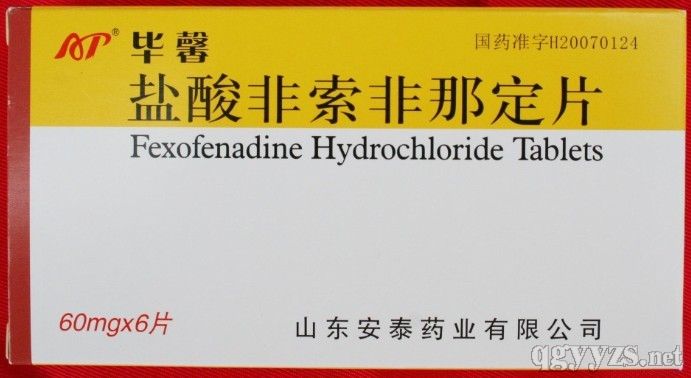 AP® 毕馨
国药准字H20070124
盐酸非索非那定片
Fexofenadine Hydrochloride Tablets
60mgx6片
山东安泰药业有限公司
qgyyzs.net